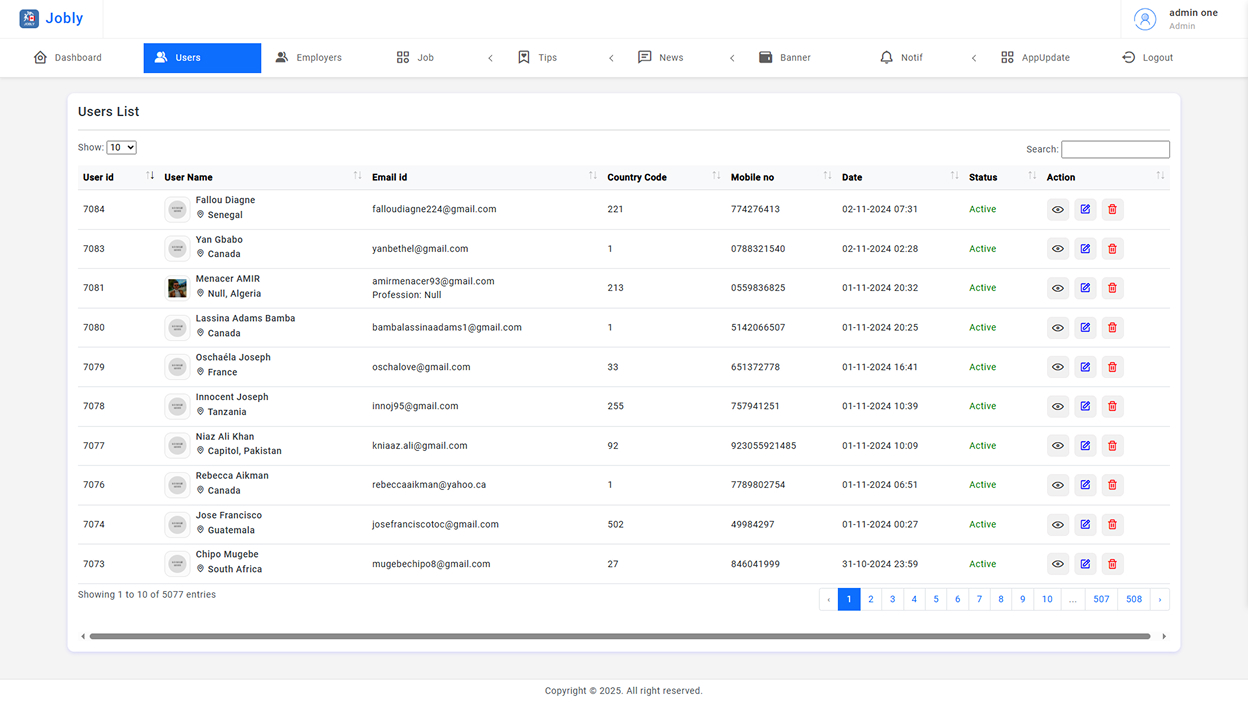 Jobly
admin one
Admin
Dashboard
Users
Employers
Job
Tips
News
Banner
Notif
AppUpdate
Logout
Users List
Show: 10
Search:
User id User Name Email id Country Code Mobile no Date Status Action
7084 Fallou Diagne falloudiagne224@gmail.com 221 774276413 02-11-2024 07:31 Active
Senegal
7083 Yan Gbabo yanbethel@gmail.com 1 0788321540 02-11-2024 02:28 Active
Canada
7081 Menacer AMIR amirmenacer93@gmail.com 213 0559836825 01-11-2024 20:32 Active
Null, Algeria Profession: Null
7080 Lassina Adams Bamba bambalassinaadams1@gmail.com 1 5142066507 01-11-2024 20:25 Active
Canada
7079 Oschaéla Joseph oschalove@gmail.com 33 651372778 01-11-2024 16:41 Active
France
7078 Innocent Joseph innoj95@gmail.com 255 757941251 01-11-2024 10:39 Active
Tanzania
7077 Niaz Ali Khan kniaaz.ali@gmail.com 92 923055921485 01-11-2024 10:09 Active
Capitol, Pakistan
7076 Rebecca Aikman rebeccaaikman@yahoo.ca 1 7789802754 01-11-2024 06:51 Active
Canada
7074 Jose Francisco josefranciscotoc@gmail.com 502 49984297 01-11-2024 00:27 Active
Guatemala
7073 Chipo Mugebe mugebechipo8@gmail.com 27 846041999 31-10-2024 23:59 Active
South Africa
Showing 1 to 10 of 5077 entries
‹ 1 2 3 4 5 6 7 8 9 10 ... 507 508 ›
Copyright © 2025. All right reserved.